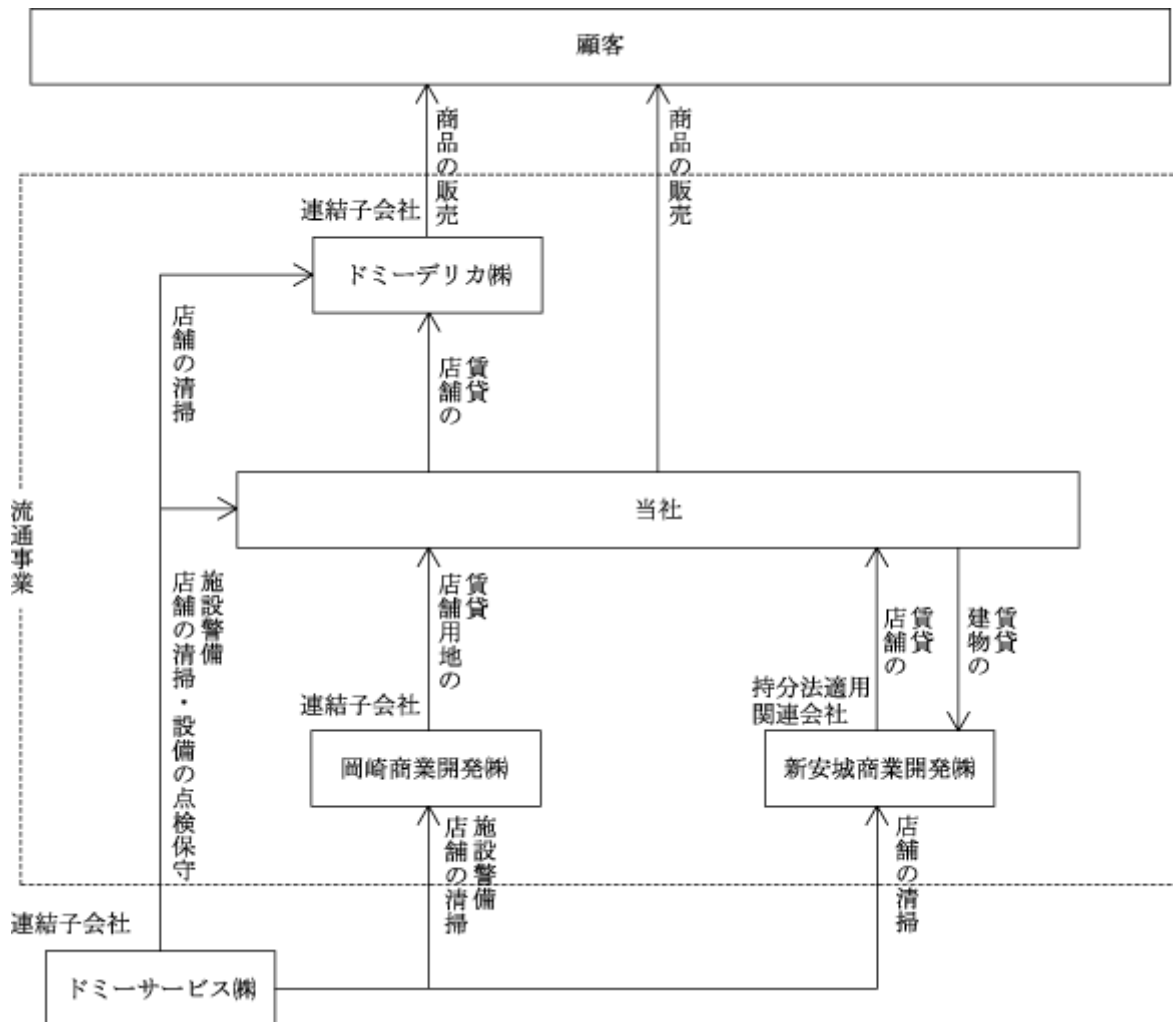 顧客
商品の販売
商品の販売
連結子会社
ドミーデリカ㈱
店舗の清掃
賃貸
店舗の
当社
流通事業
施設警備
店舗の清掃・設備の点検保守
賃貸
店舗用地の
賃貸
店舗の
賃貸
建物の
連結子会社
岡崎商業開発㈱
持分法適用
関連会社
新安城商業開発㈱
施設警備
店舗の清掃
店舗の清掃
連結子会社
ドミーサービス㈱